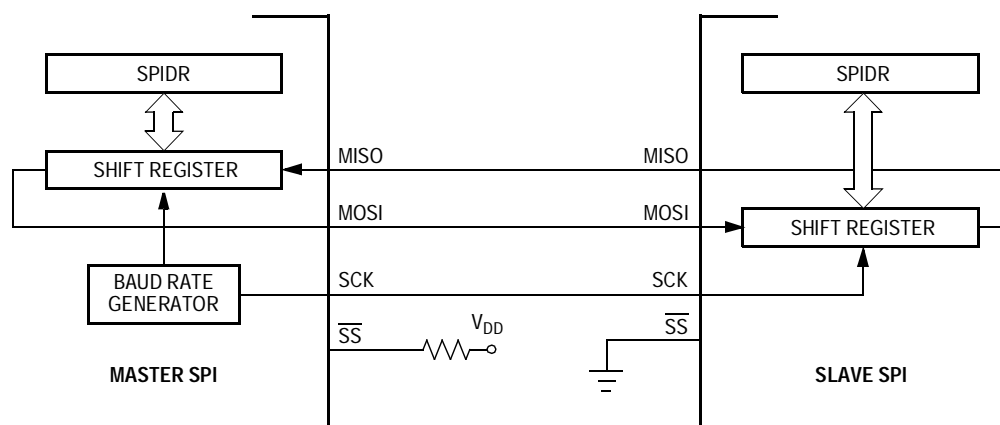 SPIDR
SPIDR
SHIFT REGISTER
MISO
MISO
MOSI
MOSI
SHIFT REGISTER
BAUD RATE
GENERATOR
SCK
SCK
SS
VDD
SS
MASTER SPI
SLAVE SPI